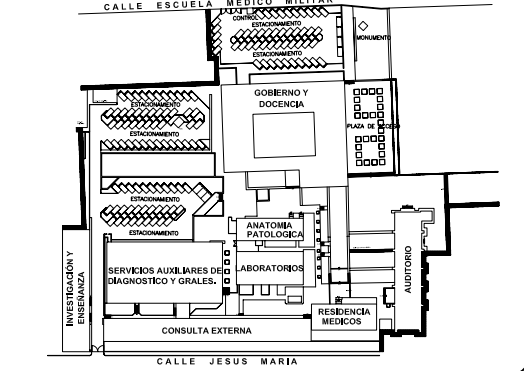 CALLE ESCUELA MEDICO MILITAR
CONTROL
ESTACIONAMIENTO
MONUMENTO
ESTACIONAMIENTO
GOBIERNO Y
DOCENCIA
ESTACIONAMIENTO
PLAZA DE ACCESO
ESTACIONAMIENTO
ESTACIONAMIENTO
ANATOMIA
PATOLOGICA
ESTACIONAMIENTO
INVESTIGACIÓN Y
ENSEÑANZA
SERVICIOS AUXILIARES DE
DIAGNOSTICO Y GRALES.
LABORATORIOS
AUDITORIO
RESIDENCIA
MEDICOS
CONSULTA EXTERNA
CALLE JESUS MARIA